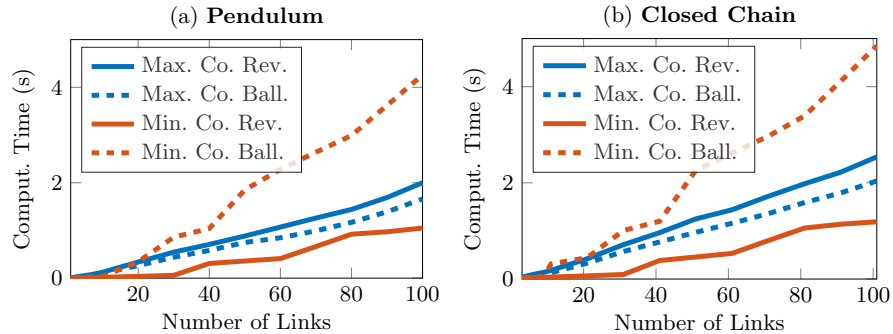 (a) Pendulum
Comput. Time (s)
4
2
0
Max. Co. Rev.
Max. Co. Ball.
Min. Co. Rev.
Min. Co. Ball.
20 40 60 80 100
Number of Links
(b) Closed Chain
Comput. Time (s)
4
2
0
Max. Co. Rev.
Max. Co. Ball.
Min. Co. Rev.
Min. Co. Ball.
20 40 60 80 100
Number of Links